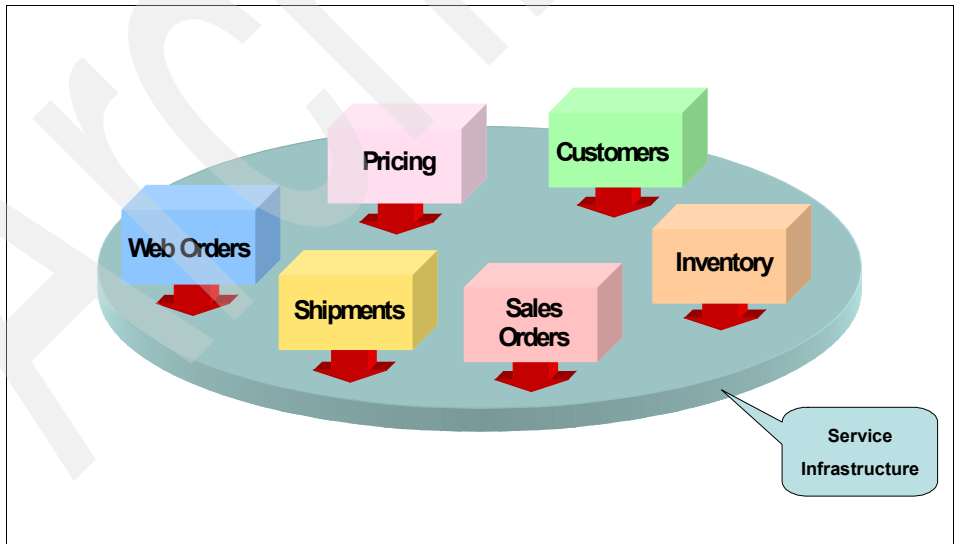 Pricing
Customers
Web Orders
Inventory
Shipments
Sales
Orders
Service
Infrastructure